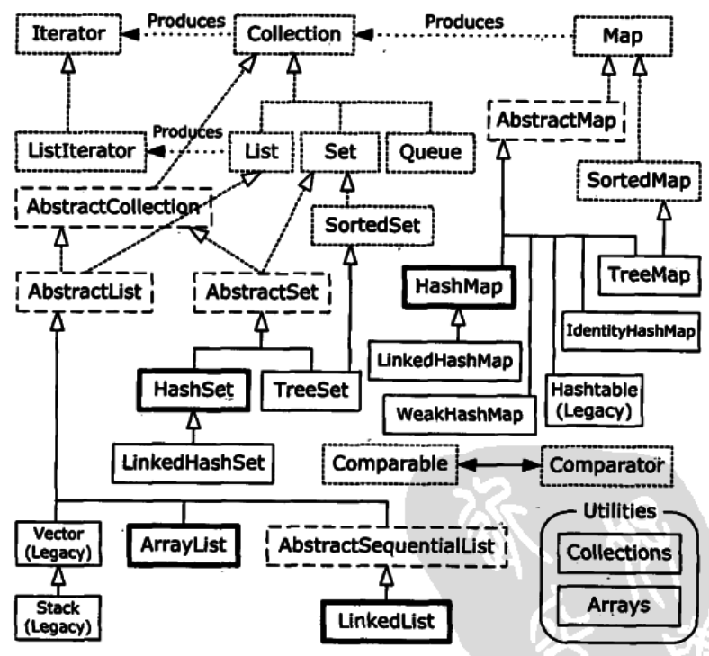 Iterator
Produces
Collection
Produces
Map
AbstractMap
ListIterator
Produces
List
Set
Queue
SortedMap
AbstractCollection
SortedSet
AbstractList
AbstractSet
HashMap
TreeMap
IdentityHashMap
LinkedHashMap
HashSet
TreeSet
Hashtable
(Legacy)
WeakHashMap
LinkedHashSet
Comparable
Comparator
Utilities
Vector
(Legacy)
ArrayList
AbstractSequentialList
Collections
Stack
(Legacy)
LinkedList
Arrays